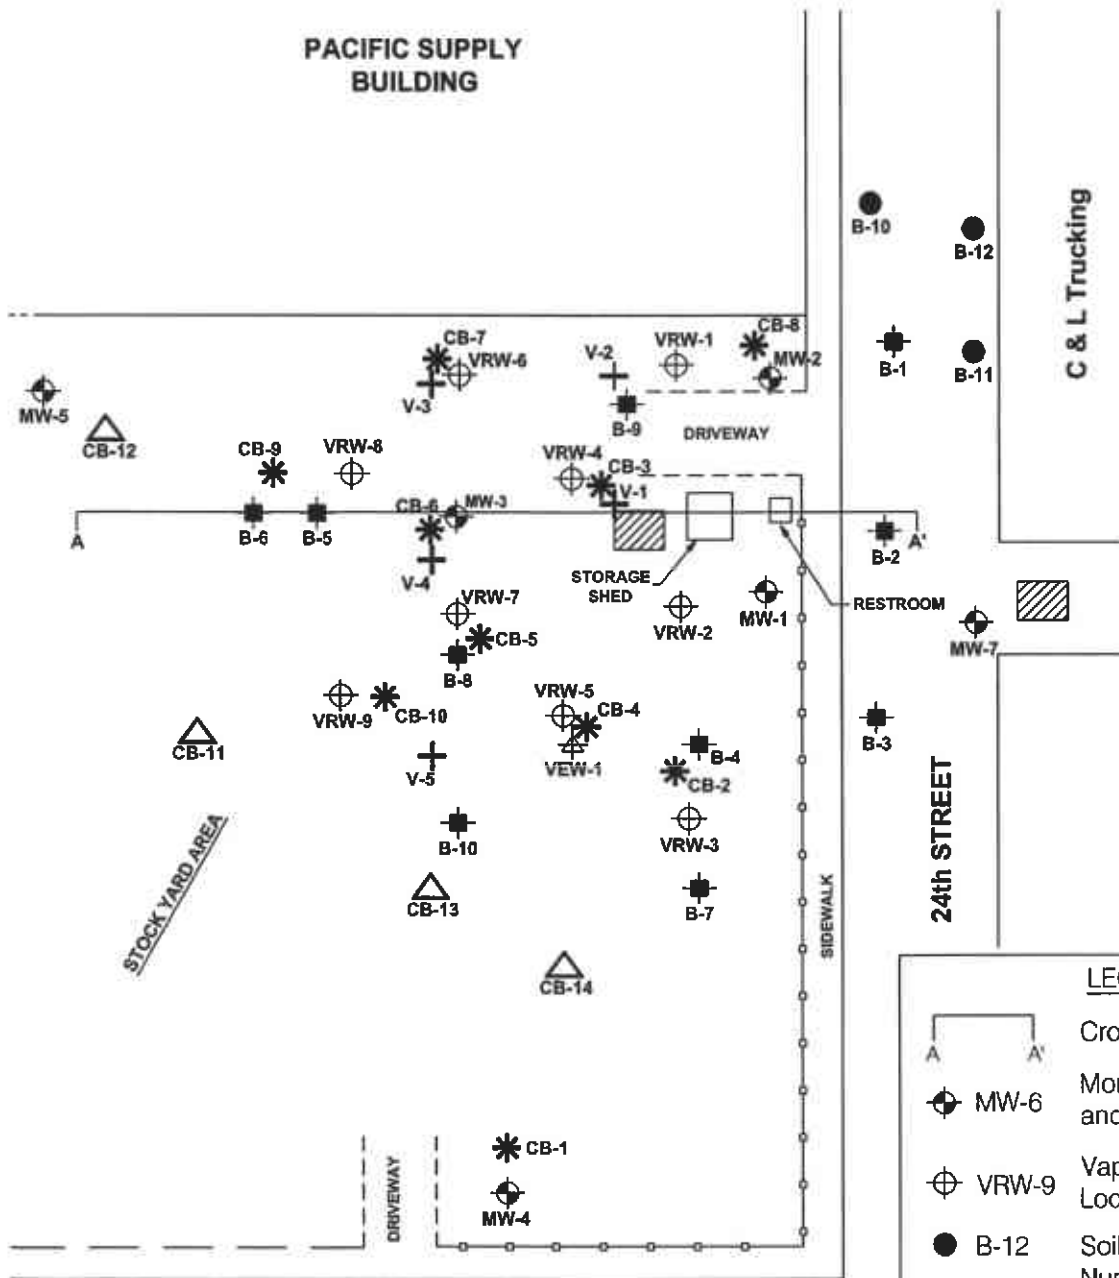 PACIFIC SUPPLY
BUILDING
B-10
B-12
C & L Trucking
CB-7
VRW-6
V-3
V-2
VRW-1
CB-8
MW-2
B-1
B-11
MW-5
CB-12
B-9
DRIVEWAY
CB-9
VRW-8
VRW-4
CB-3
V-1
CB-6
MW-3
A
B-6
B-5
A'
B-2
V-4
STORAGE
SHED
RESTROOM
VRW-7
CB-5
B-8
VRW-2
MW-1
MW-7
VRW-9
CB-10
VRW-5
CB-4
VEW-1
B-4
CB-2
B-3
CB-11
V-5
VRW-3
B-10
B-7
CB-13
STOCK YARD AREA
24th STREET
SIDEWALK
CB-14
CB-1
MW-4
DRIVEWAY
A
A'
MW-6
and
VRW-9
B-12